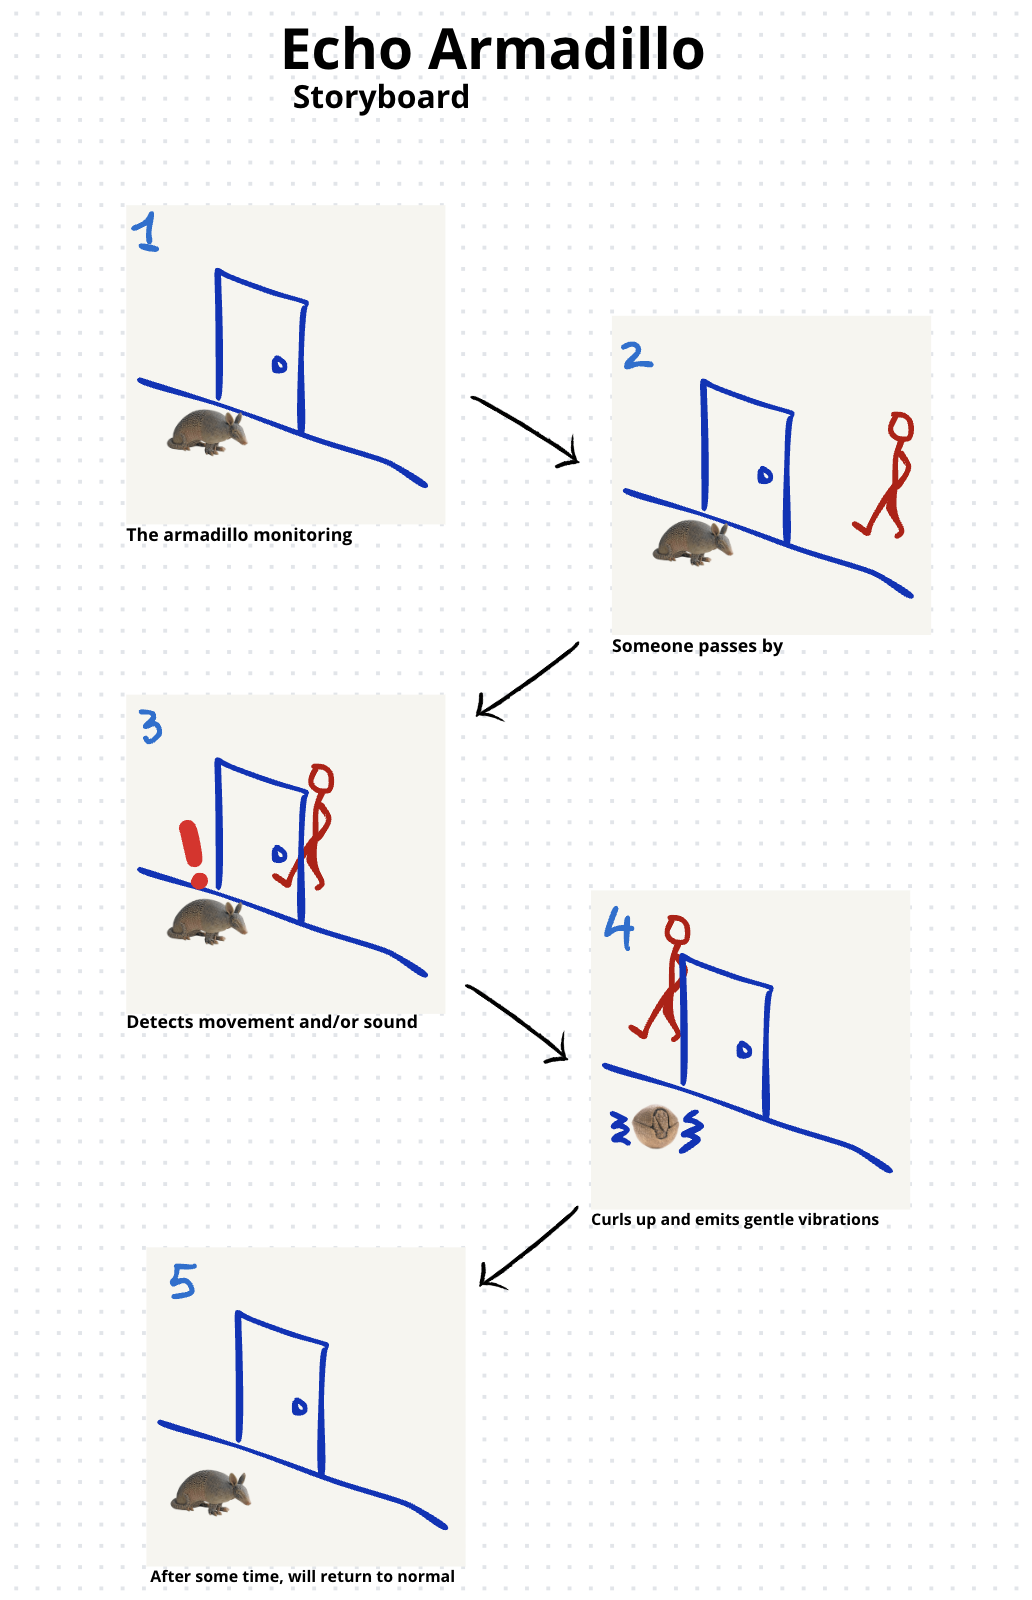 Echo Armadillo
Storyboard
1
The armadillo monitoring
2
Someone passes by
3
Detects movement and/or sound
4
Curls up and emits gentle vibrations
5
After some time, will return to normal